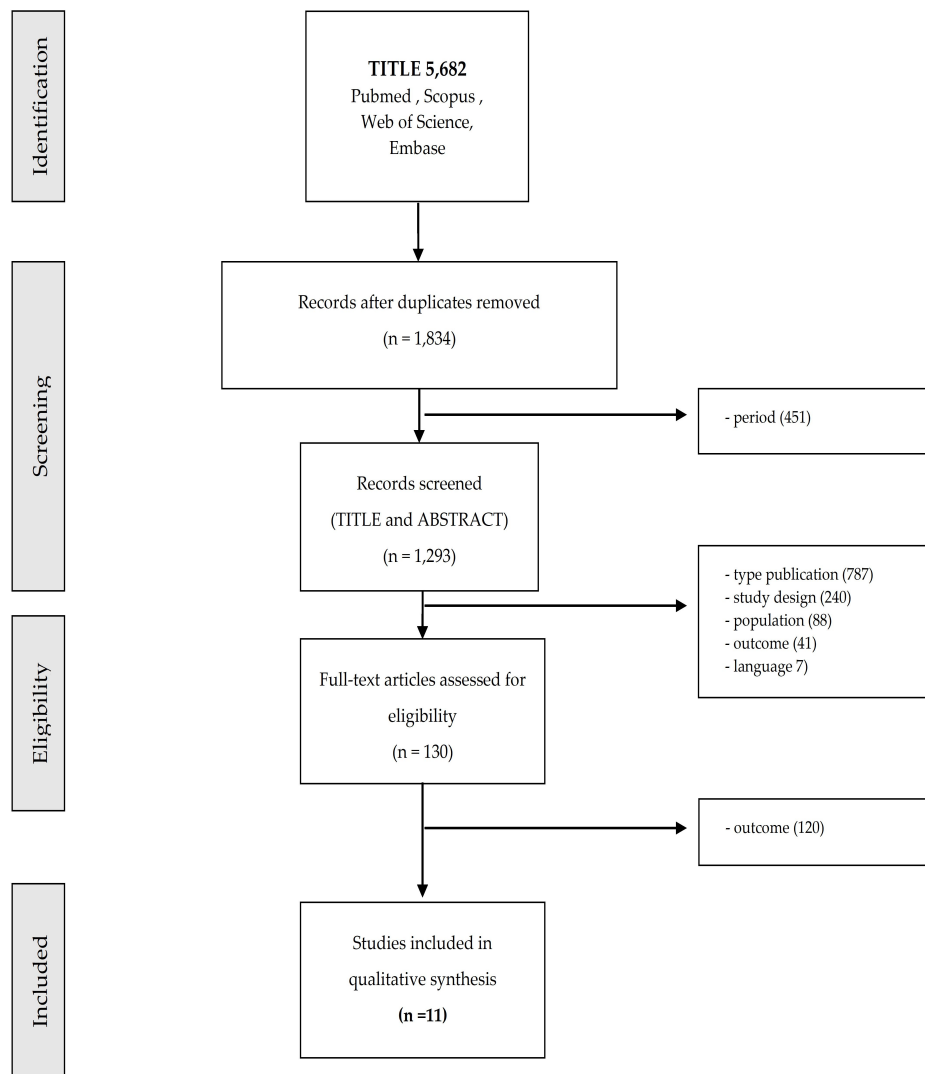 Identification
TITLE 5,682
Pubmed , Scopus ,
Web of Science,
Embase
Screening
Records after duplicates removed
(n = 1,834)
- period (451)
Records screened
(TITLE and ABSTRACT)
(n = 1,293)
- type publication (787)
- study design (240)
- population (88)
- outcome (41)
- language 7)
Eligibility
Full-text articles assessed for
eligibility
(n = 130)
- outcome (120)
Included
Studies included in
qualitative synthesis
(n =11)